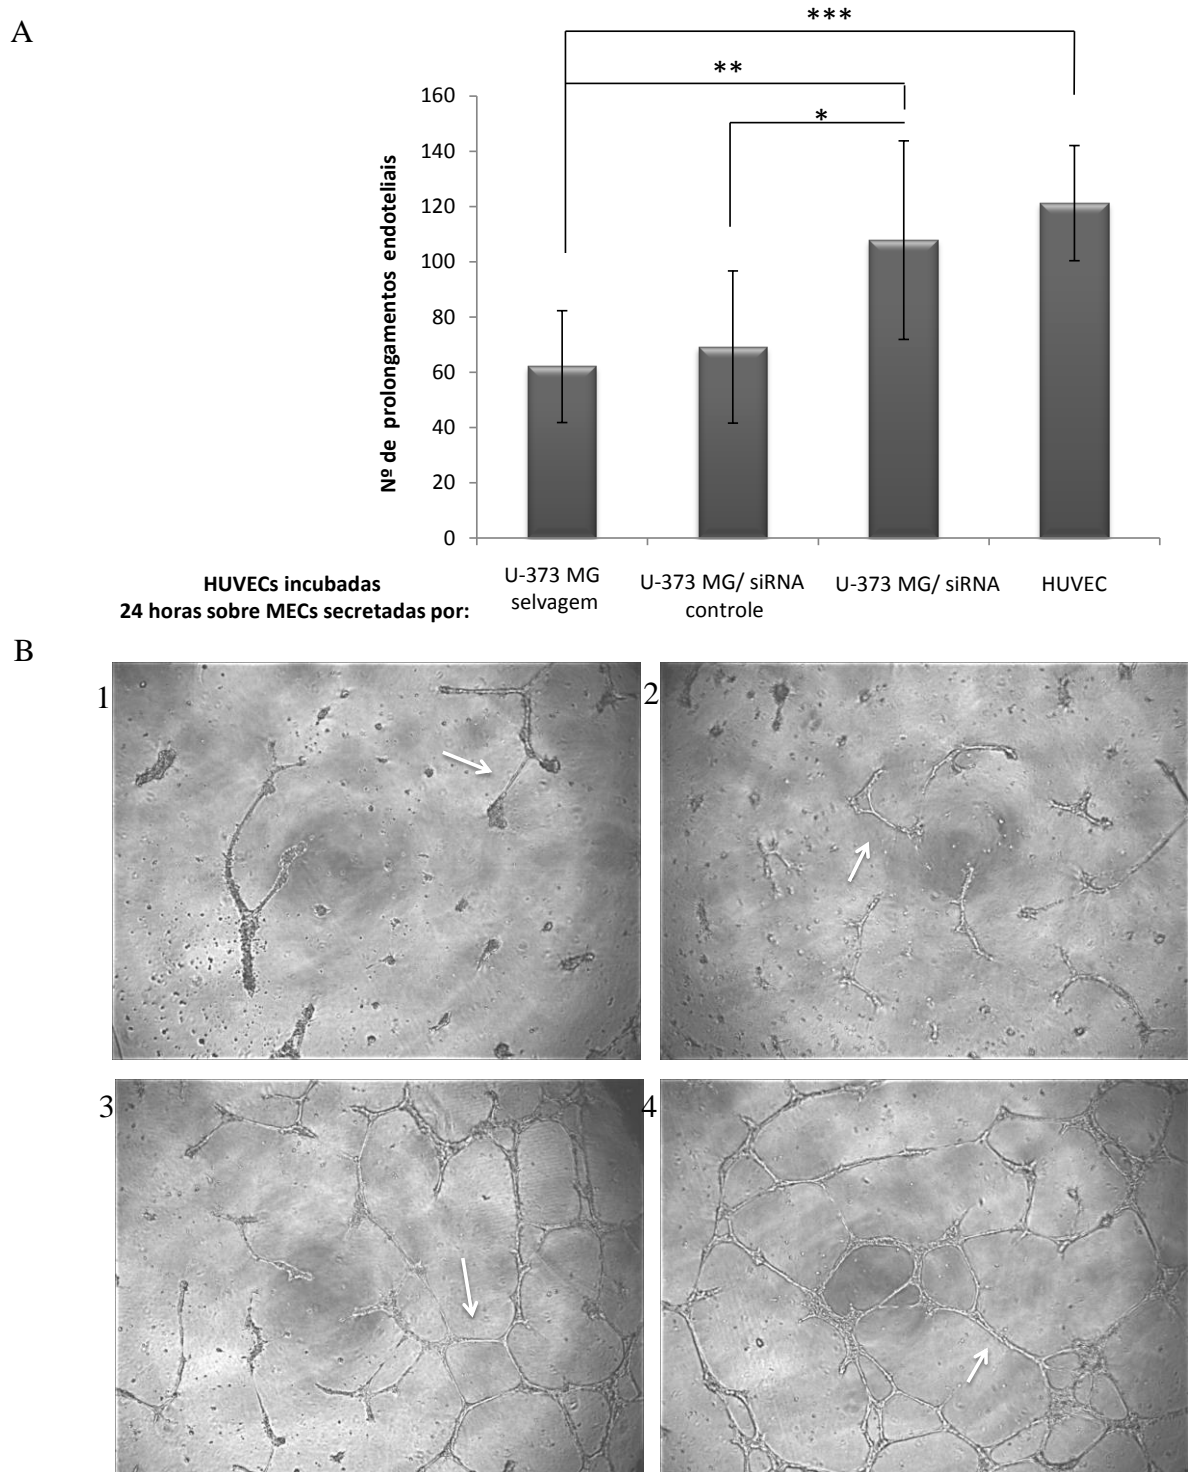 A
***
**
*
160
140
120
100
80
60
40
20
0
Nº de prolongamentos endoteliais
HUVECs incubadas
24 horas sobre MECs secretadas por:
U-373 MG
selvagem
U-373 MG/ siRNA
controle
U-373 MG/ siRNA
HUVEC
B
1
2
3
4